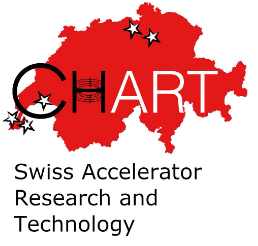 CHART
Swiss Accelerator
Research and
Technology